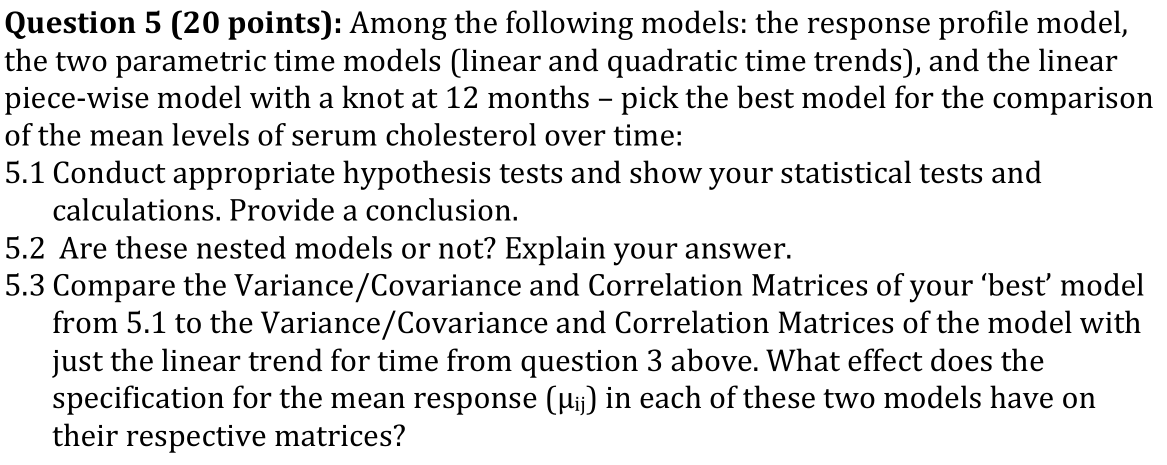 Question 5 (20 points): Among the following models: the response profile model,
the two parametric time models (linear and quadratic time trends), and the linear
piece-wise model with a knot at 12 months – pick the best model for the comparison
of the mean levels of serum cholesterol over time:
5.1 Conduct appropriate hypothesis tests and show your statistical tests and
calculations. Provide a conclusion.
5.2 Are these nested models or not? Explain your answer.
5.3 Compare the Variance/Covariance and Correlation Matrices of your ‘best’ model
from 5.1 to the Variance/Covariance and Correlation Matrices of the model with
just the linear trend for time from question 3 above. What effect does the
specification for the mean response (μij) in each of these two models have on
their respective matrices?